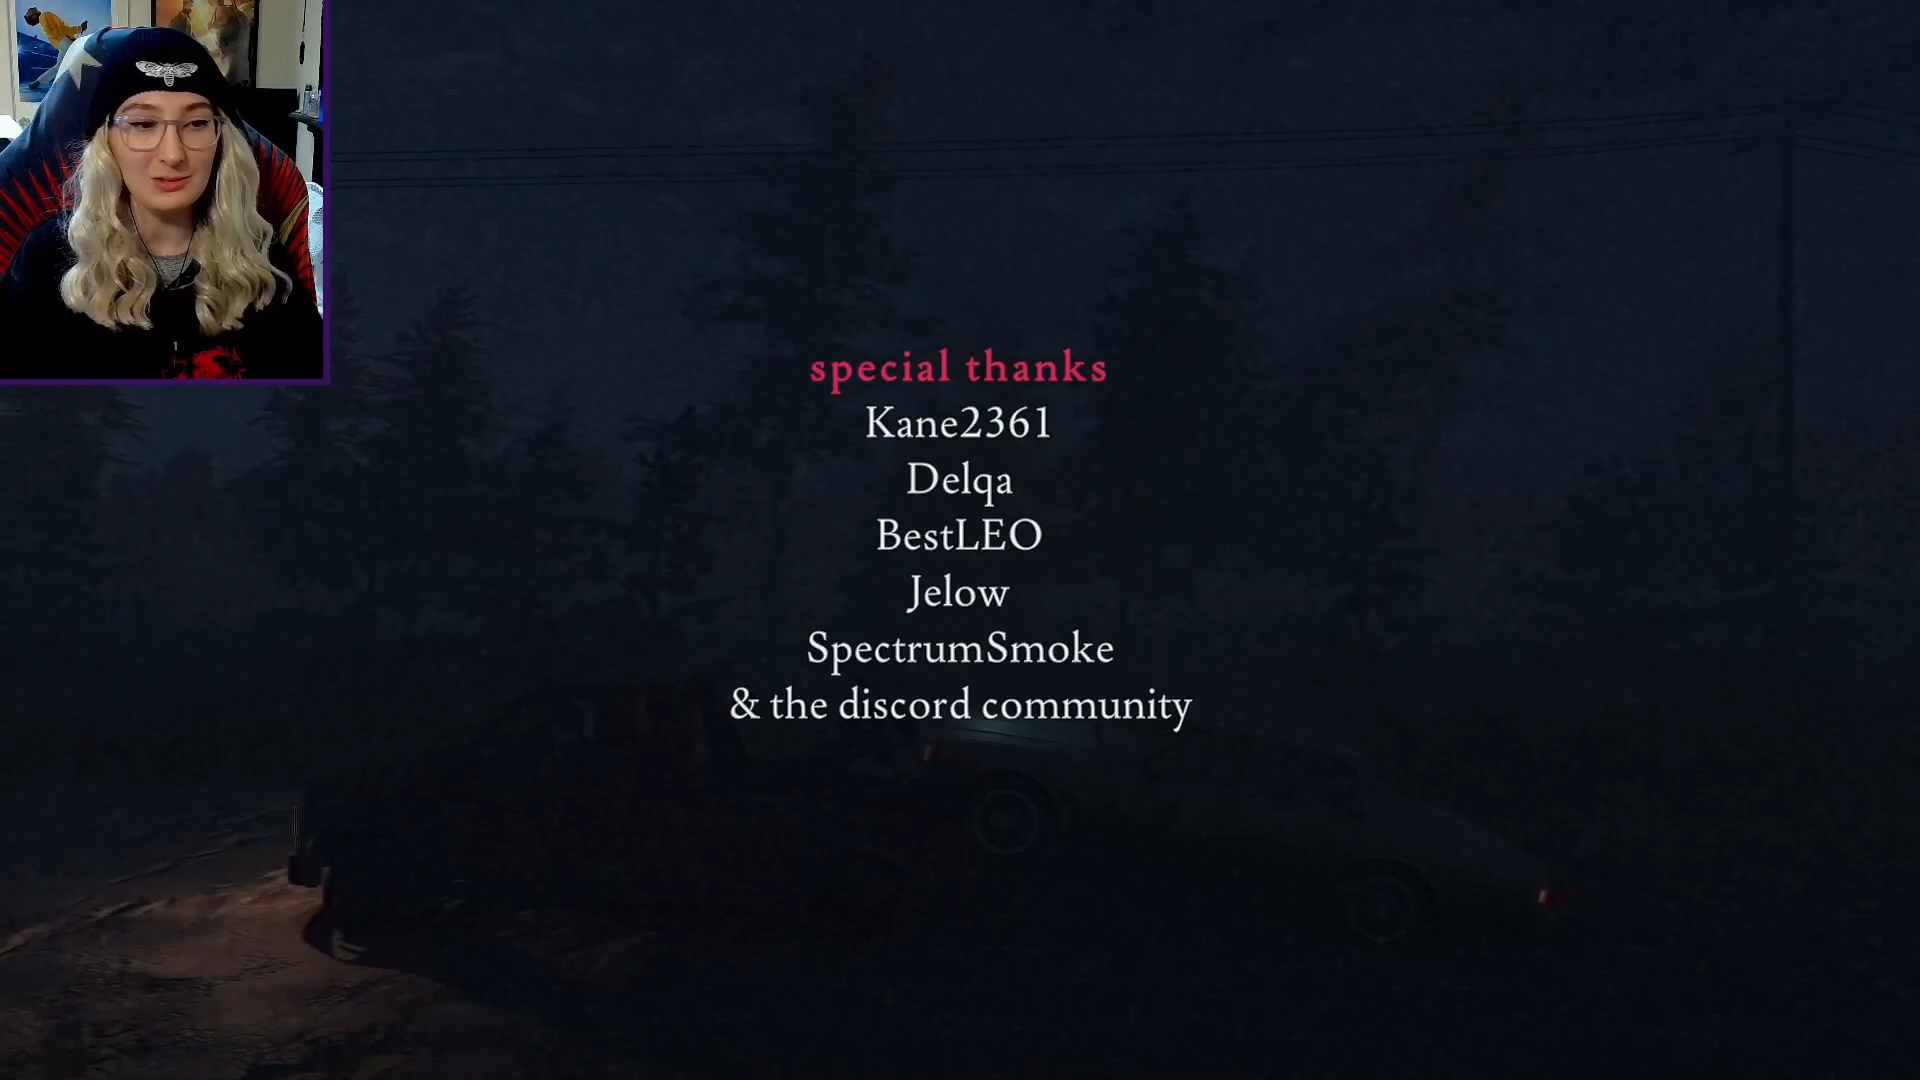 special thanks
Kane2361
Delqa
BestLEO
Jelow
SpectrumSmoke
& the discord community